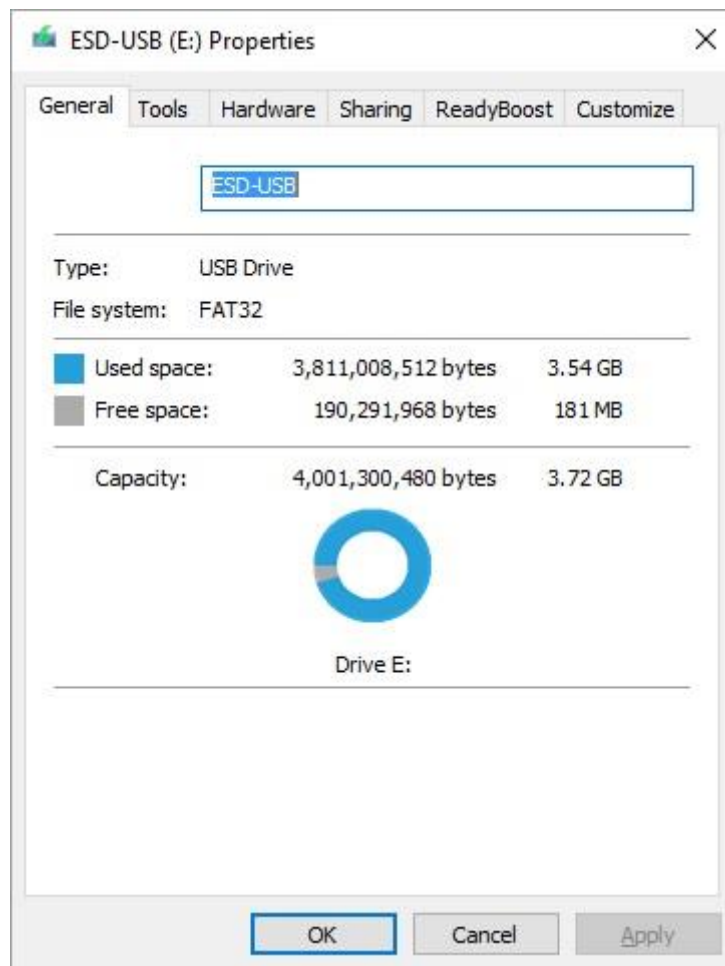 ESD-USB (E:) Properties
General Tools Hardware Sharing ReadyBoost Customize
ESD-USB
Type: USB Drive
File system: FAT32
Used space: 3,811,008,512 bytes 3.54 GB
Free space: 190,291,968 bytes 181 MB
Capacity: 4,001,300,480 bytes 3.72 GB
Drive E:
OK Cancel Apply